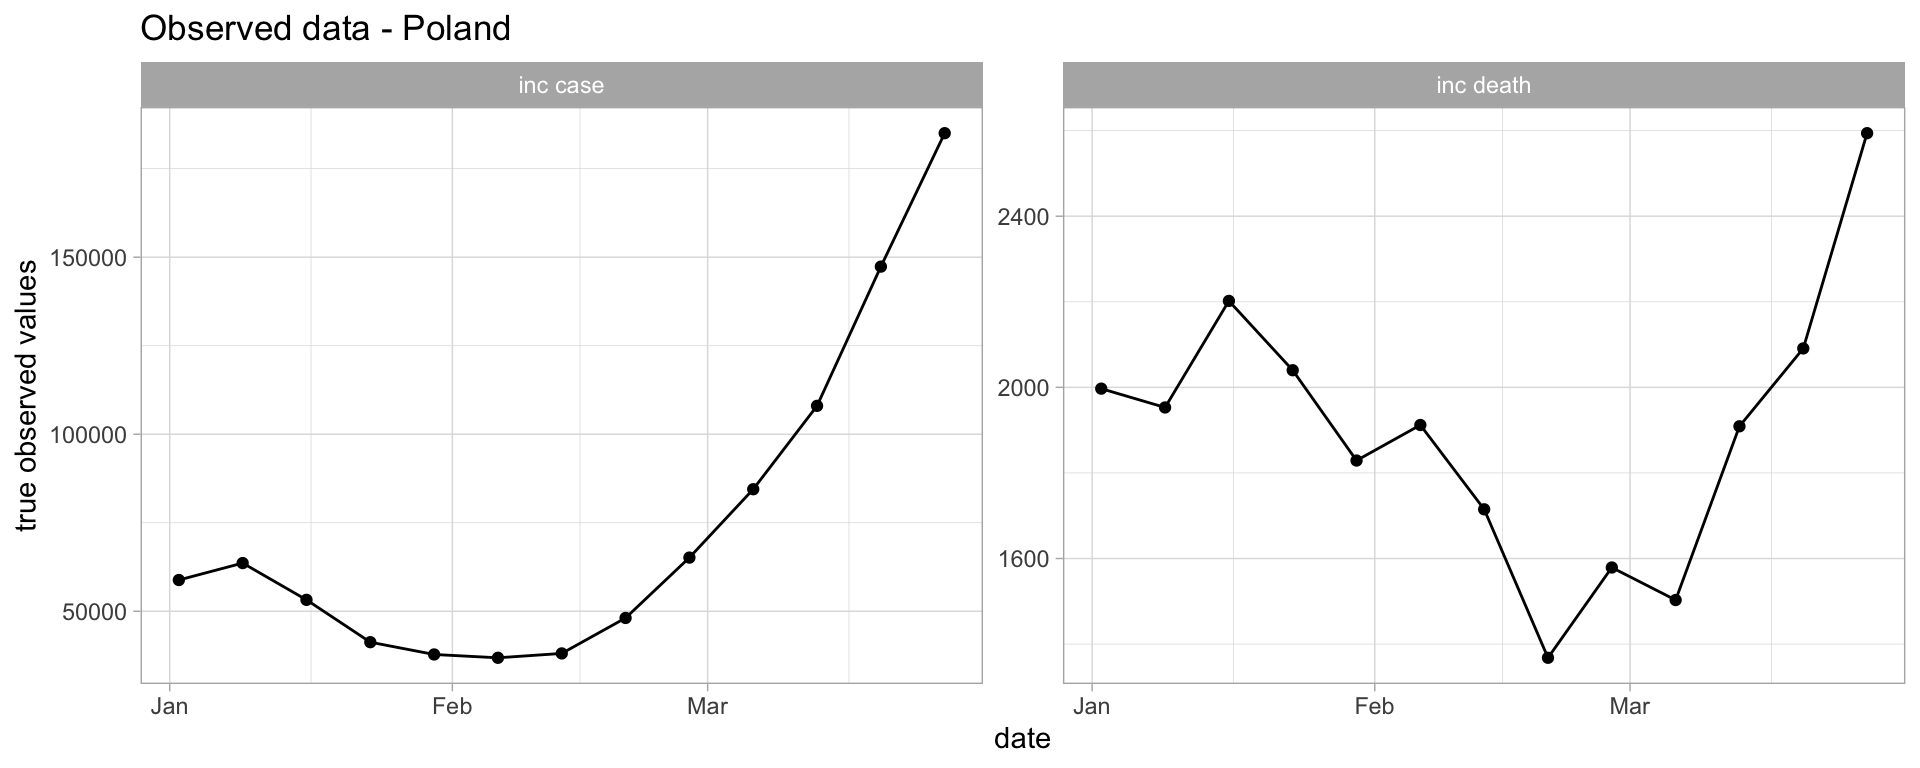 Observed data - Poland
inc case
inc death
true observed values
150000
100000
50000
2400
2000
1600
Jan
Feb
Mar
Jan
Feb
Mar
date